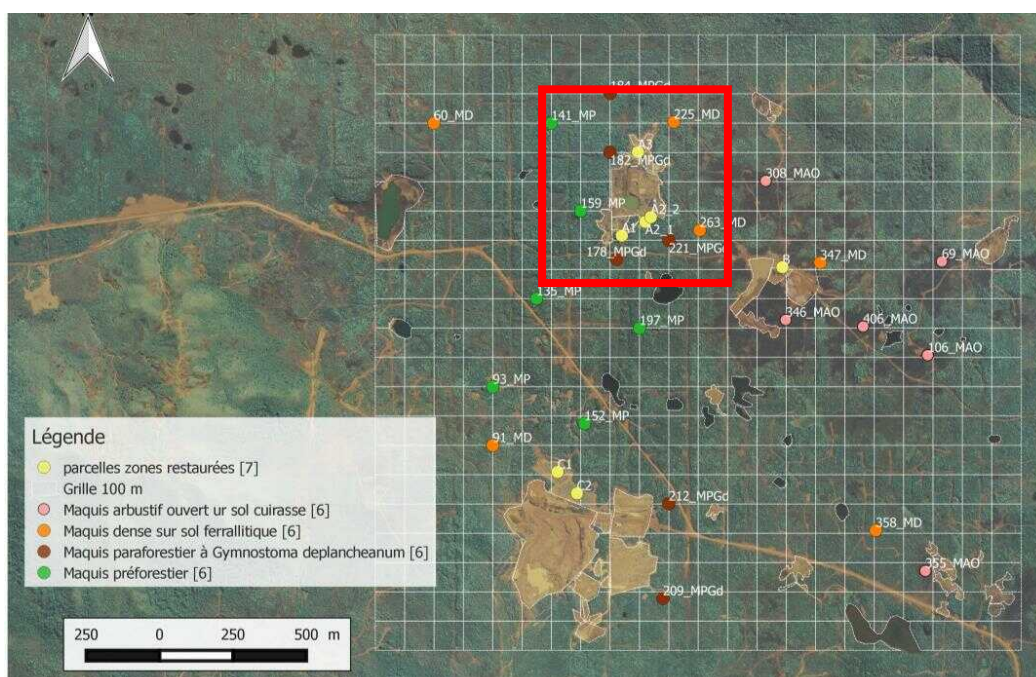 N
184_MPGd
60_MD
141_MP
225_MD
A3
182_MPGd
308_MAO
159_MP
A2_2
A1
A2_1
263_MD
178_MPGd
221_MPGd
B
347_MD
69_MAO
135_MP
346_MAO
406_MAO
197_MP
106_MAO
93_MP
152_MP
91_MD
C1
C2
212_MPGd
358_MD
355_MAO
209_MPGd
Légende
parcelles zones restaurées [7]
Grille 100 m
Maquis arbustif ouvert ur sol cuirasse [6]
Maquis dense sur sol ferrallitique [6]
Maquis paraforestier à Gymnostoma deplancheanum [6]
Maquis préforestier [6]
250 0 250 500 m